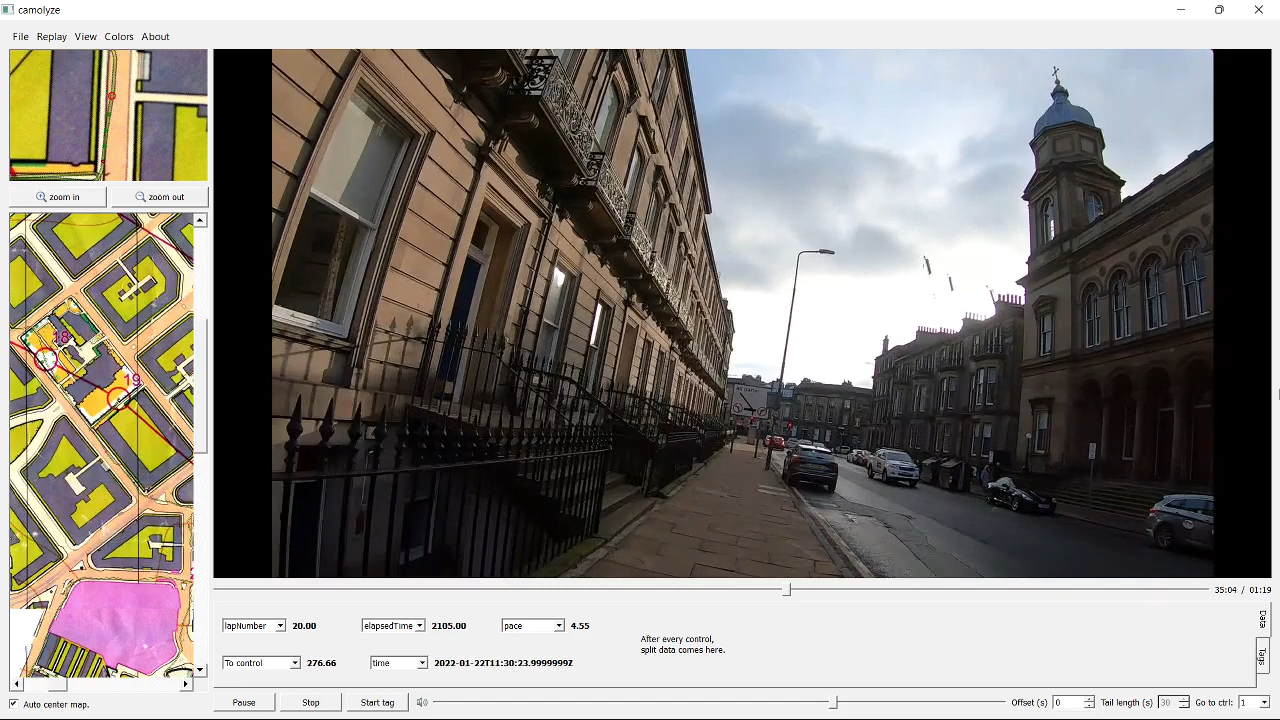 camolyze
File Replay View Colors About
zoom in zoom out
18
19
35:04 / 01:19
lapNumber 20.00 elapsedTime 2105.00 pace 4.55
After every control,
split data comes here.
To control 276.66 time 2022-01-22T11:30:23.9999999Z
Data
Tags
Auto center map.
Pause Stop Start tag Offset (s) 0 Tail length (s) 30 Go to ctrl: 1